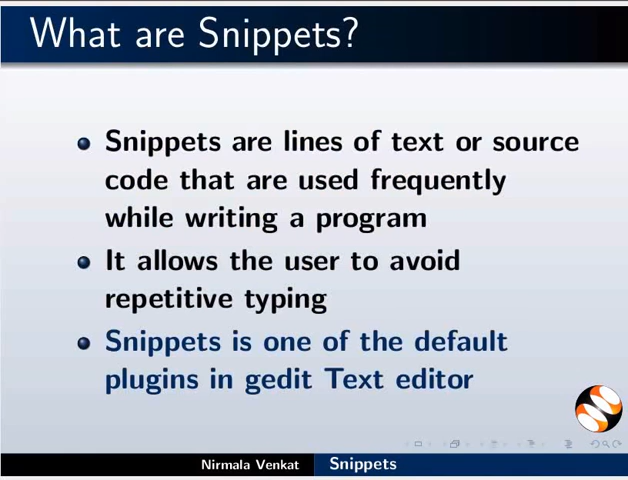 What are Snippets?
Snippets are lines of text or source
code that are used frequently
while writing a program
It allows the user to avoid
repetitive typing
Snippets is one of the default
plugins in gedit Text editor
Nirmala Venkat
Snippets